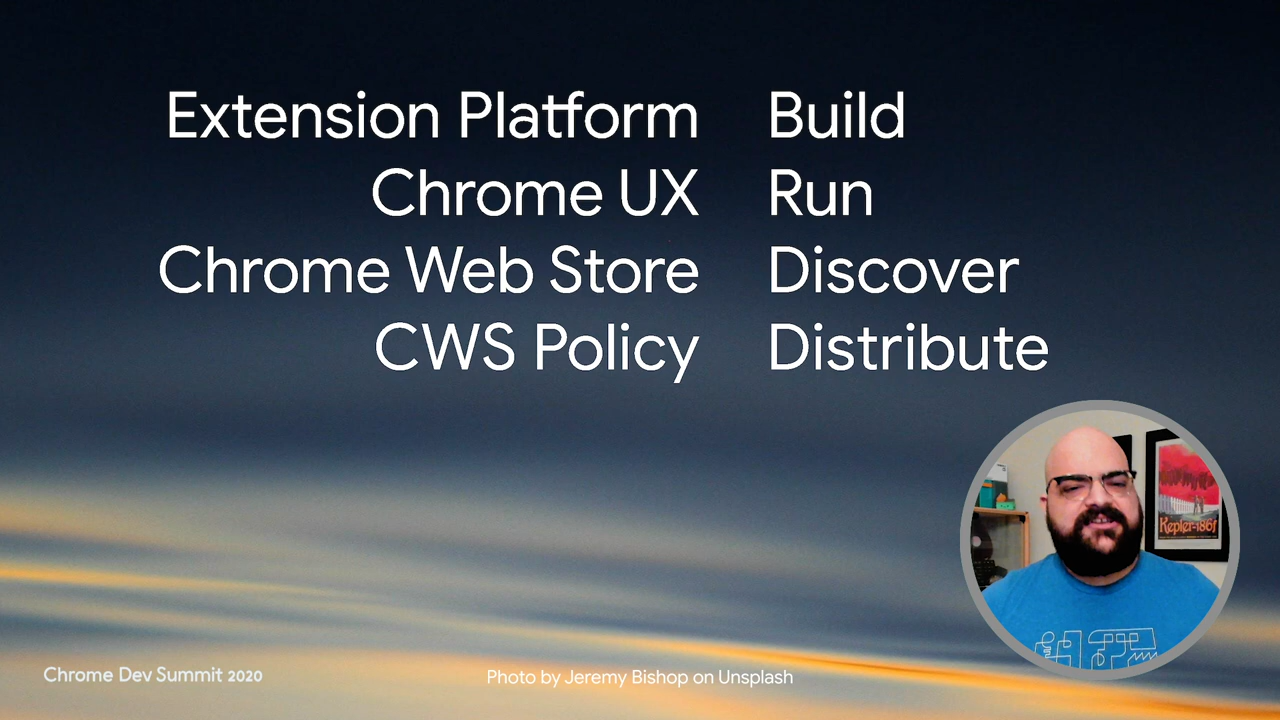 Extension Platform Build
Chrome UX Run
Chrome Web Store Discover
CWS Policy Distribute
Kepler-186f
Chrome Dev Summit 2020
Photo by Jeremy Bishop on Unsplash